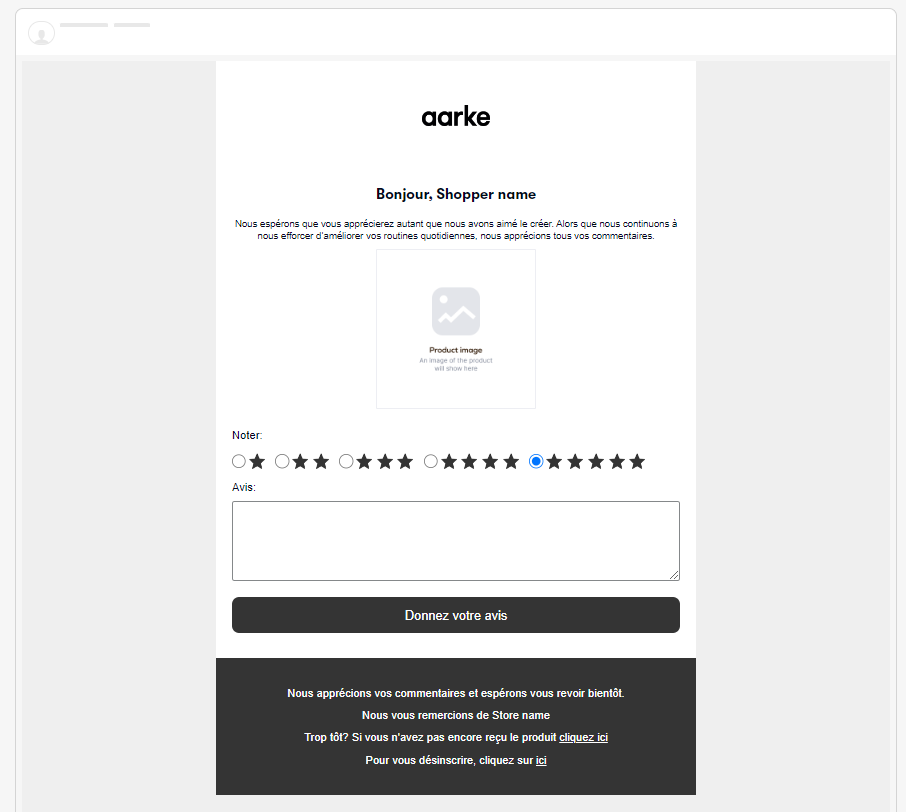 aarke
Bonjour, Shopper name
Nous espérons que vous apprécierez autant que nous avons aimé le créer. Alors que nous continuons à
nous efforcer d'améliorer vos routines quotidiennes, nous apprécions tous vos commentaires.
Product image
An image of the product
will show here
Noter:
Avis:
Donnez votre avis
Nous apprécions vos commentaires et espérons vous revoir bientôt.
Nous vous remercions de Store name
Trop tôt? Si vous n'avez pas encore reçu le produit cliquez ici
Pour vous désinscrire, cliquez sur ici